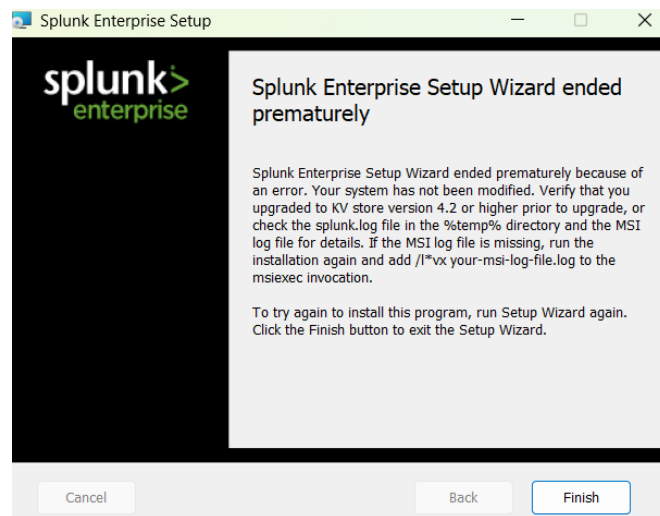 Splunk Enterprise Setup
splunk>
enterprise
Splunk Enterprise Setup Wizard ended
prematurely
Splunk Enterprise Setup Wizard ended prematurely because of
an error. Your system has not been modified. Verify that you
upgraded to KV store version 4.2 or higher prior to upgrade, or
check the splunk.log file in the %temp% directory and the MSI
log file for details. If the MSI log file is missing, run the
installation again and add /l*vx your-msi-log-file.log to the
msiexec invocation.
To try again to install this program, run Setup Wizard again.
Click the Finish button to exit the Setup Wizard.
Cancel
Back
Finish